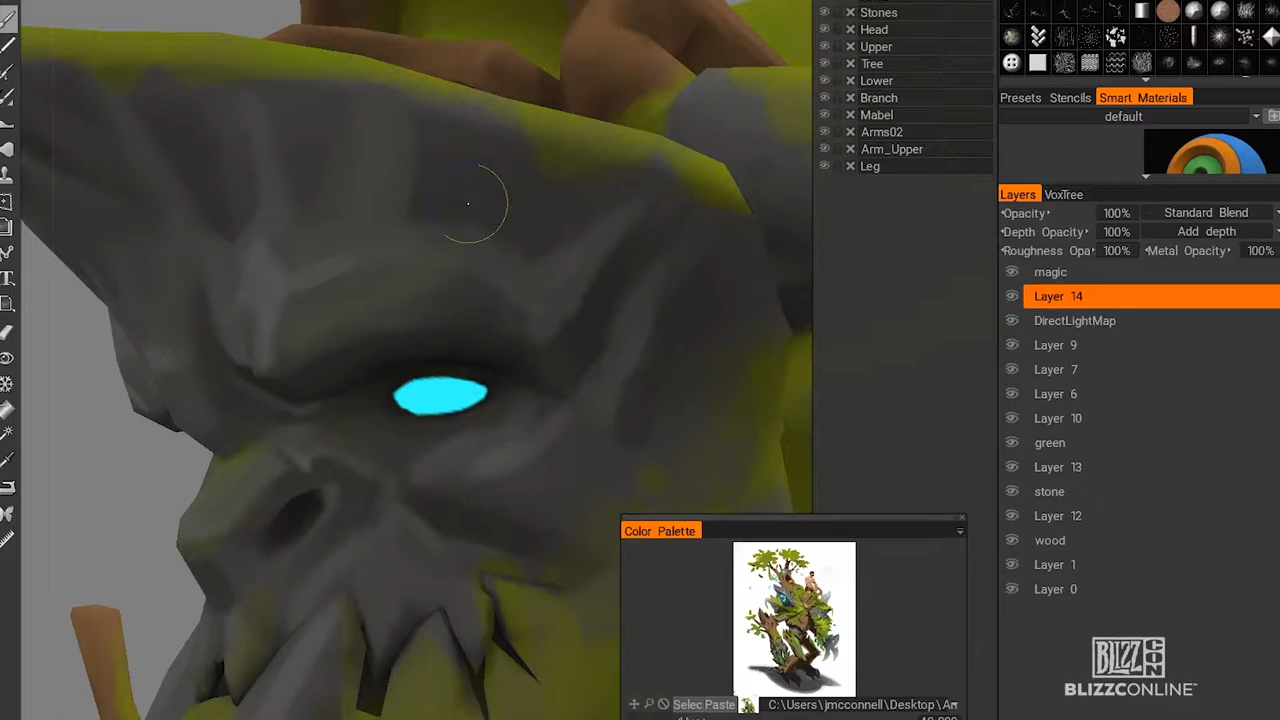 Stones
Head
Upper
Tree
Lower
Branch
Mabel
Arms02
Arm_Upper
Leg
Presets Stencils Smart Materials
default
Layers VoxTree
Opacity 100% Standard Blend
Depth Opacity 100% Add depth
Roughness Opa 100% Metal Opacity 100%
magic
Layer 14
DirectLightMap
Layer 9
Layer 7
Layer 6
Layer 10
green
Layer 13
stone
Layer 12
wood
Layer 1
Layer 0
Color Palette
Select Paste C:\Users\jmcconnell\Desktop\An
BLIZZ CON
BLIZZCONLINE™